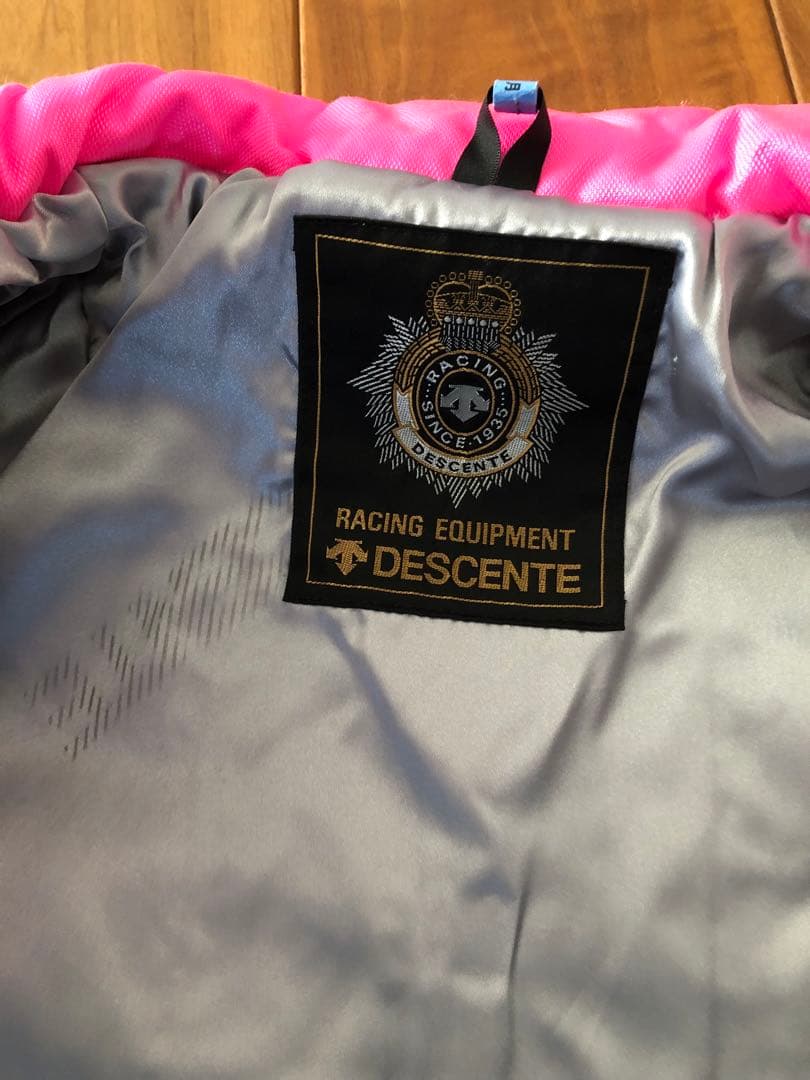 RACING
SINCE·1935
DESCENTE
RACING EQUIPMENT
DESCENTE